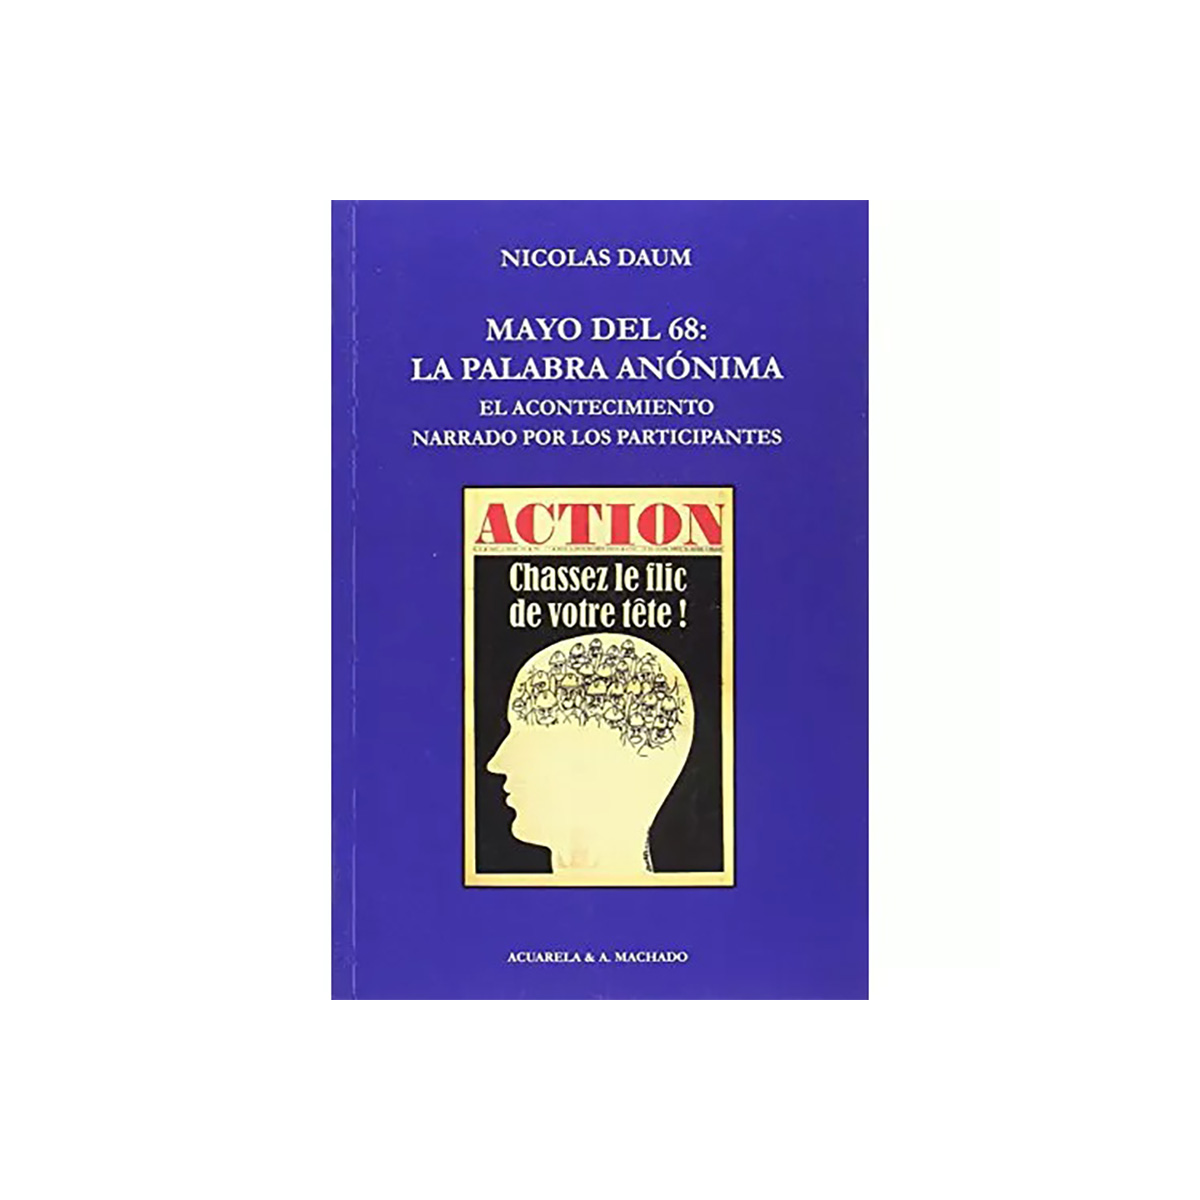 NICOLAS DAUM
MAYO DEL 68:
LA PALABRA ANÓNIMA
EL ACONTECIMIENTO
NARRADO POR LOS PARTICIPANTES
ACTION
Chassez le flic
de votre tête !
ACUARELA & A. MACHADO